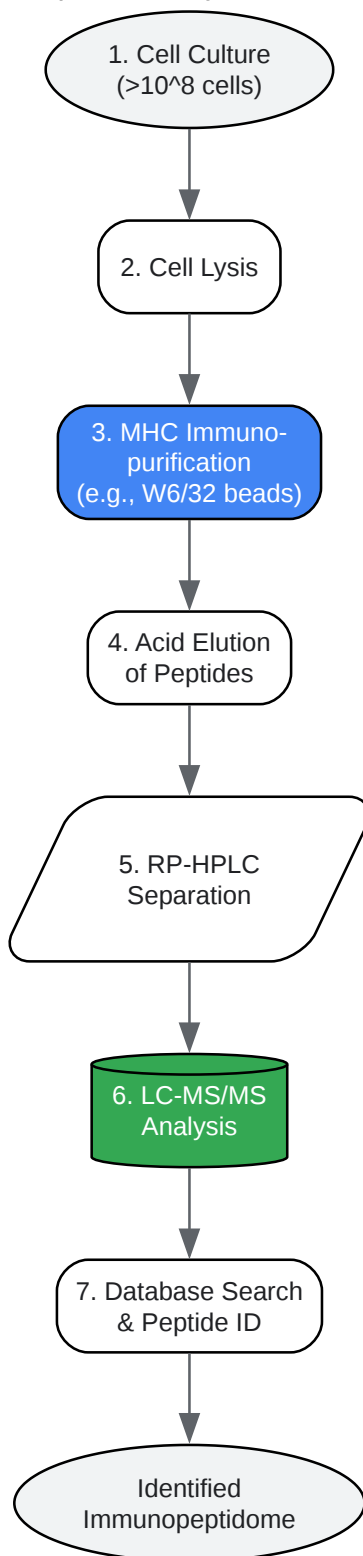 1. Cell Culture
(>10^8 cells)
2. Cell Lysis
3. MHC Immuno-
purification
(e.g., W6/32 beads)
4. Acid Elution
of Peptides
5. RP-HPLC
Separation
6. LC-MS/MS
Analysis
7. Database Search
& Peptide ID
Identified
Immunopeptidome